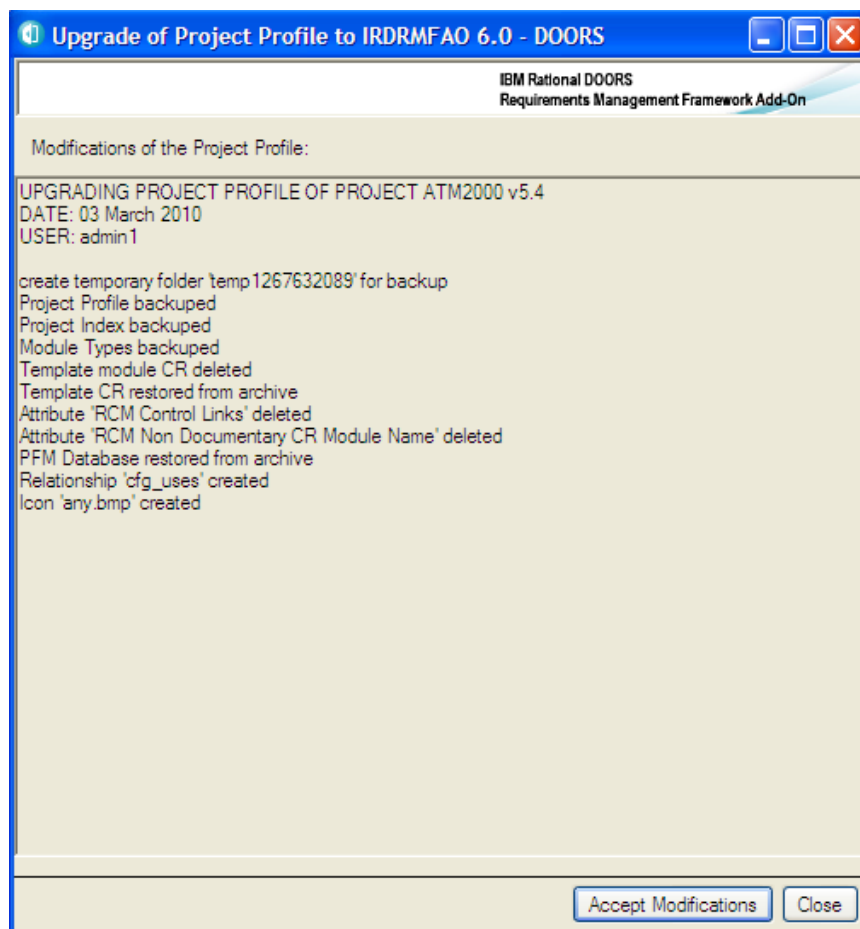 Upgrade of Project Profile to IRDRMFAO 6.0 - DOORS
IBM Rational DOORS
Requirements Management Framework Add-On
Modifications of the Project Profile:
UPGRADING PROJECT PROFILE OF PROJECT ATM2000 v5.4
DATE: 03 March 2010
USER: admin1
create temporary folder 'temp1267632089' for backup
Project Profile backuped
Project Index backuped
Module Types backuped
Template module CR deleted
Template CR restored from archive
Attribute 'RCM Control Links' deleted
Attribute 'RCM Non Documentary CR Module Name' deleted
PFM Database restored from archive
Relationship 'cfg_uses' created
Icon 'any.bmp' created
Accept Modifications
Close